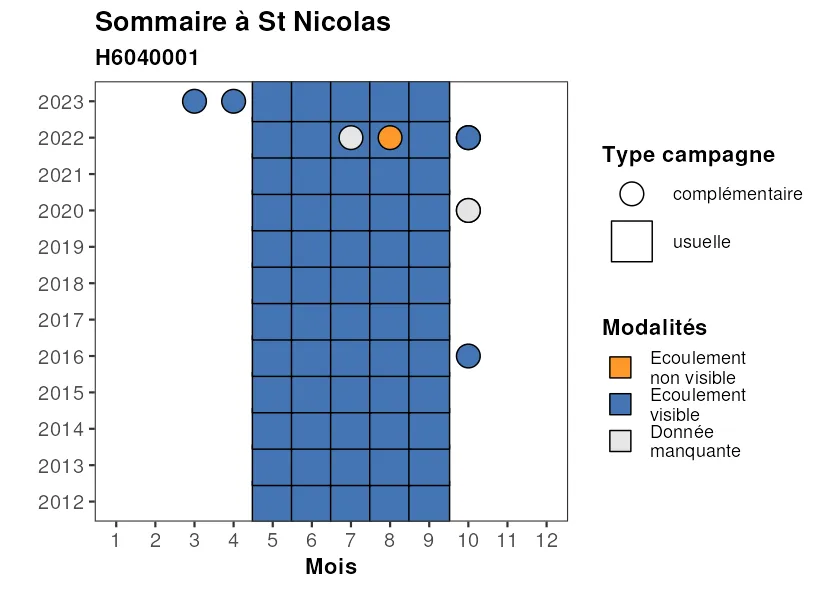 Sommaire à St Nicolas
H6040001
2023
2022
2021
2020
2019
2018
2017
2016
2015
2014
2013
2012
1 2 3 4 5 6 7 8 9 10 11 12
Mois
Type campagne
complémentaire
usuelle
Modalités
Ecoulement
non visible
Ecoulement
visible
Donnée
manquante